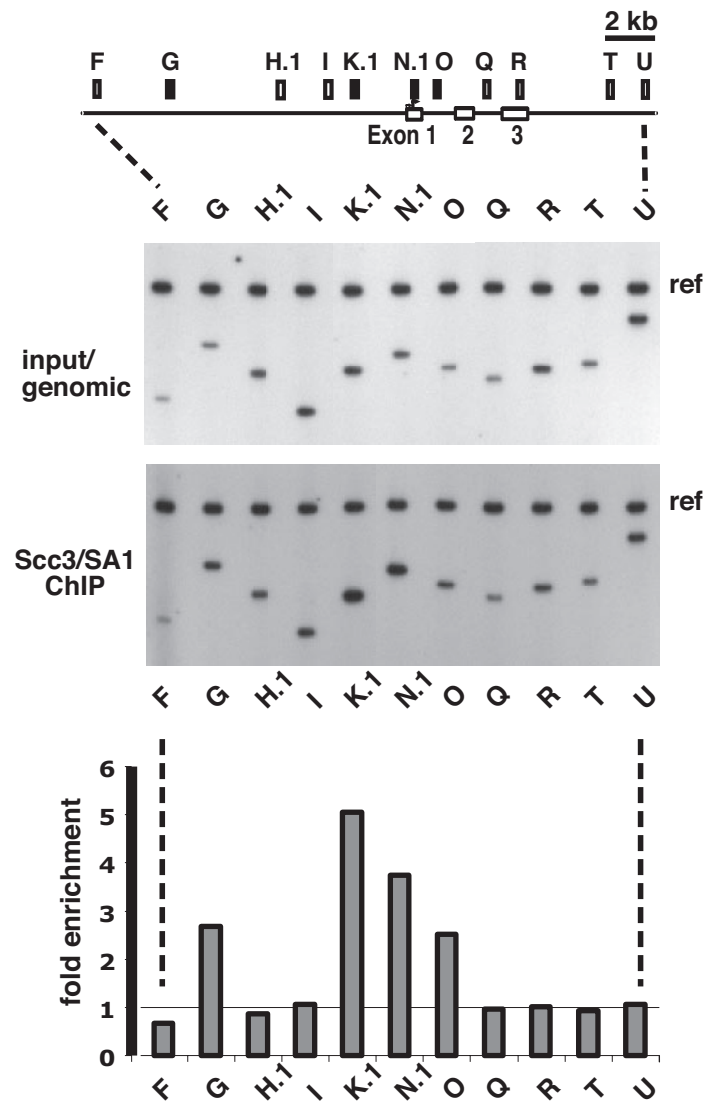 2 kb
F G H.1 I K.1 N.1 O Q R T U
Exon 1 2 3
F G H.1 I K.1 N.1 O Q R T U
ref
input/
genomic
ref
Scc3/SA1
ChIP
F G H.1 I K.1 N.1 O Q R T U
fold enrichment
6
5
4
3
2
1
0
F G H.1 I K.1 N.1 O Q R T U